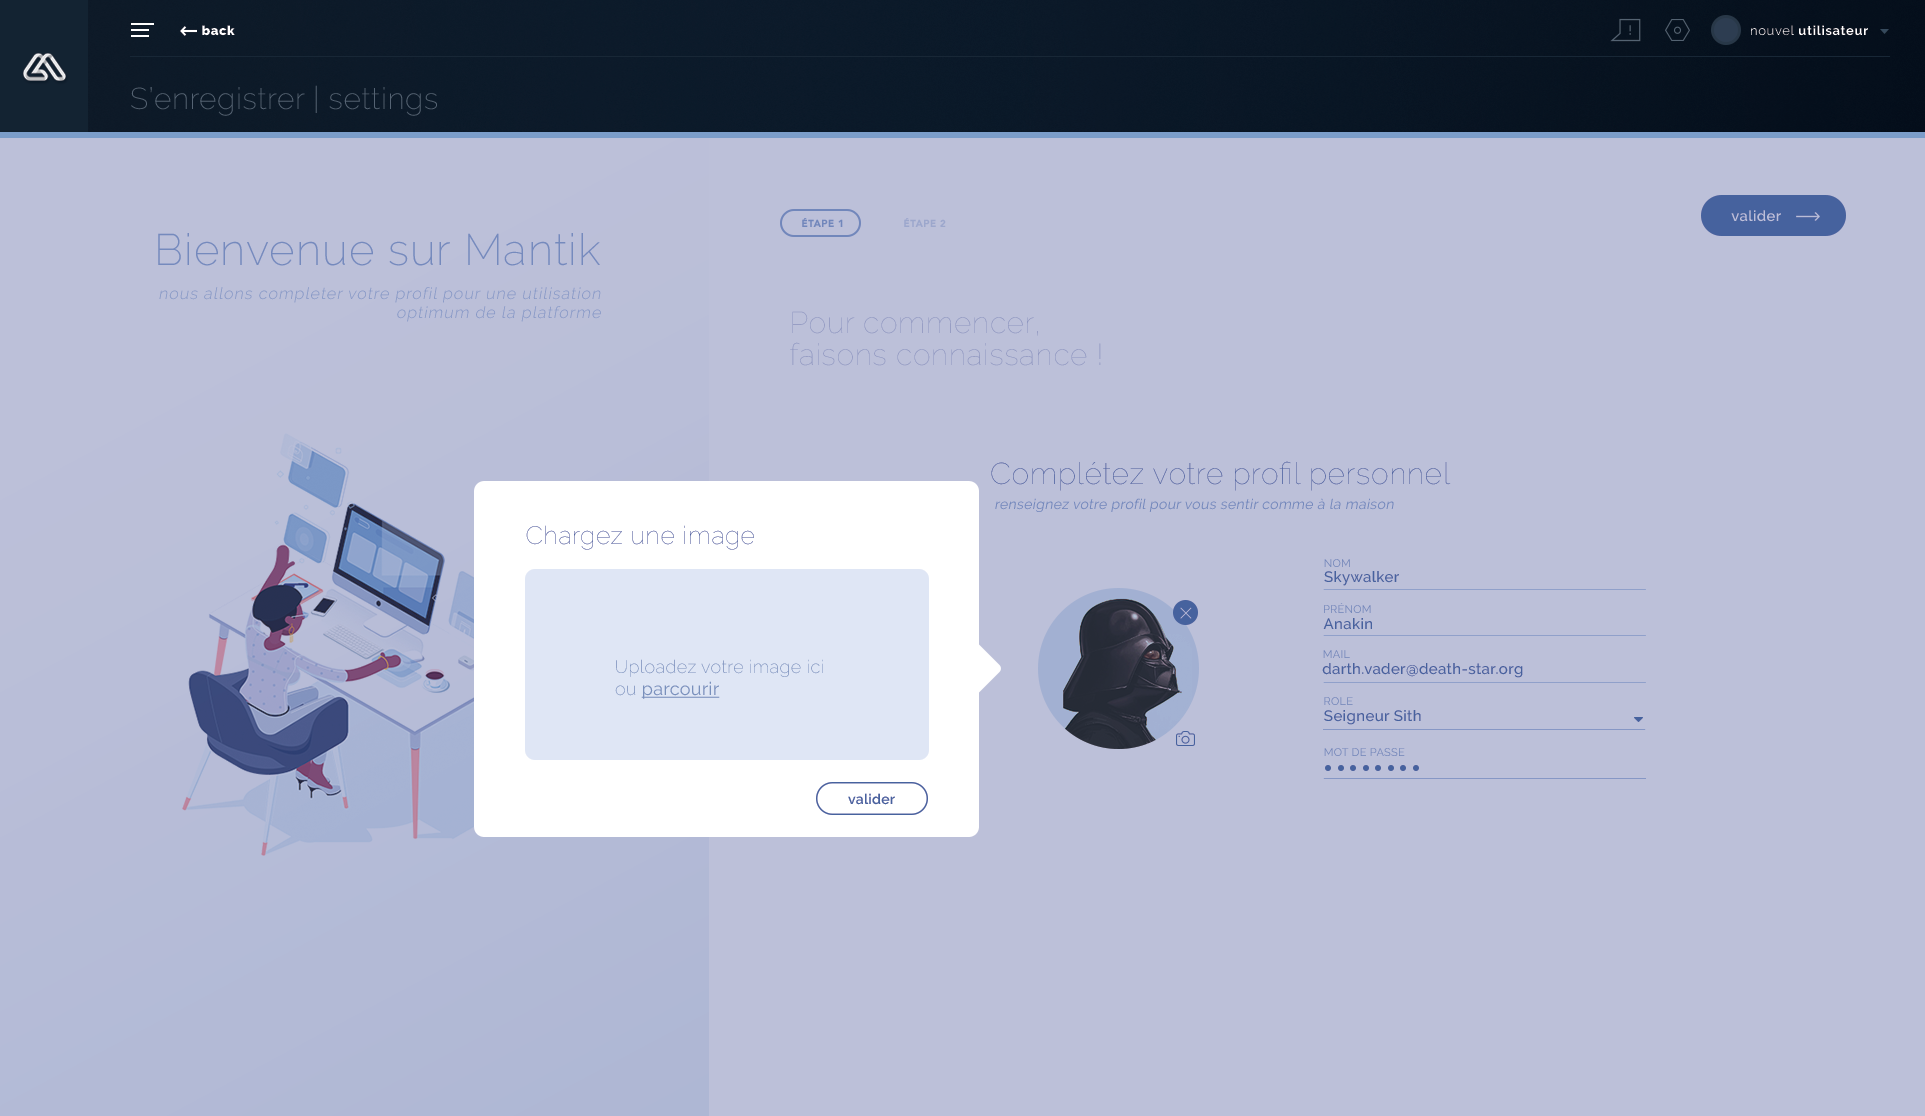 back
nouvel utilisateur
S'enregistrer | settings
Bienvenue sur Mantik
nous allons completer votre profil pour une utilisation
optimum de la platforme
ÉTAPE 1
ÉTAPE 2
valider
Pour commencer,
faisons connaissance !
Complétez votre profil personnel
renseignez votre profil pour vous sentir comme à la maison
Chargez une image
Uploadez votre image ici
ou parcourir
valider
NOM
Skywalker
PRÉNOM
Anakin
MAIL
darth.vader@death-star.org
ROLE
Seigneur Sith
MOT DE PASSE